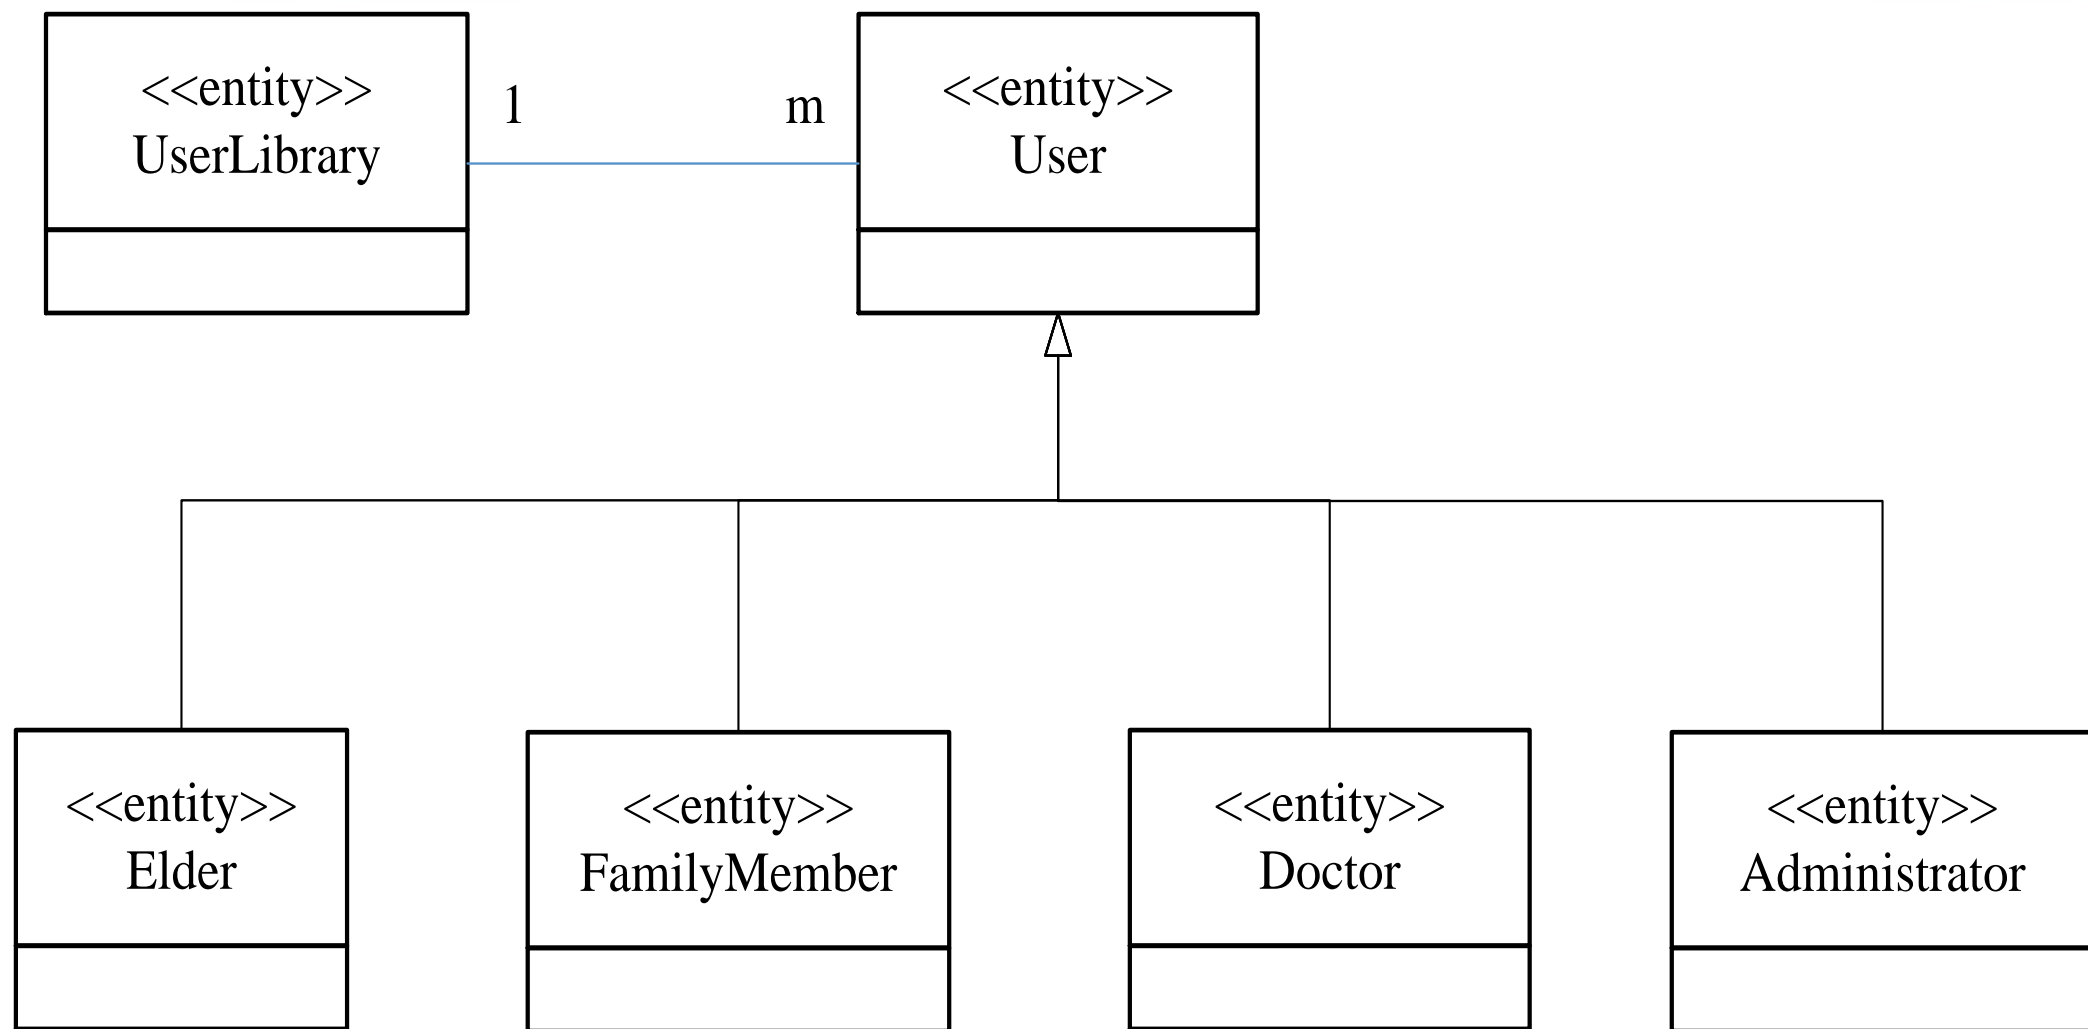 <<entity>>
UserLibrary
1
m
<<entity>>
User
<<entity>>
Elder
<<entity>>
FamilyMember
<<entity>>
Doctor
<<entity>>
Administrator